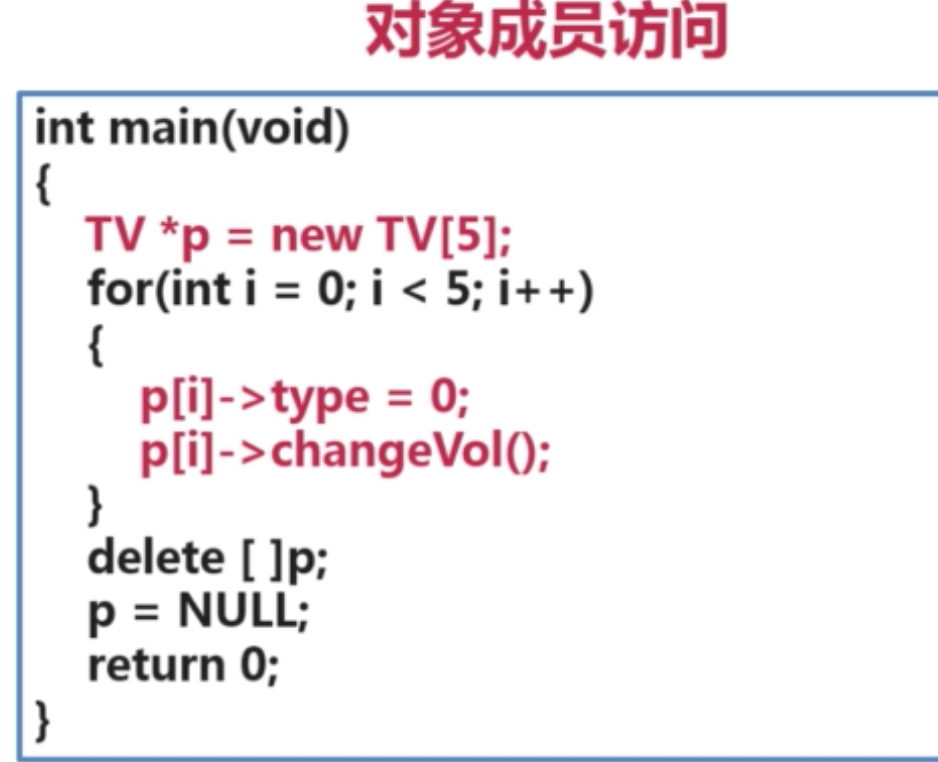 对象成员访问
int main(void)
{
TV *p = new TV[5];
for(int i = 0; i < 5; i++)
{
p[i]->type = 0;
p[i]->changeVol();
}
delete [ ]p;
p = NULL;
return 0;
}